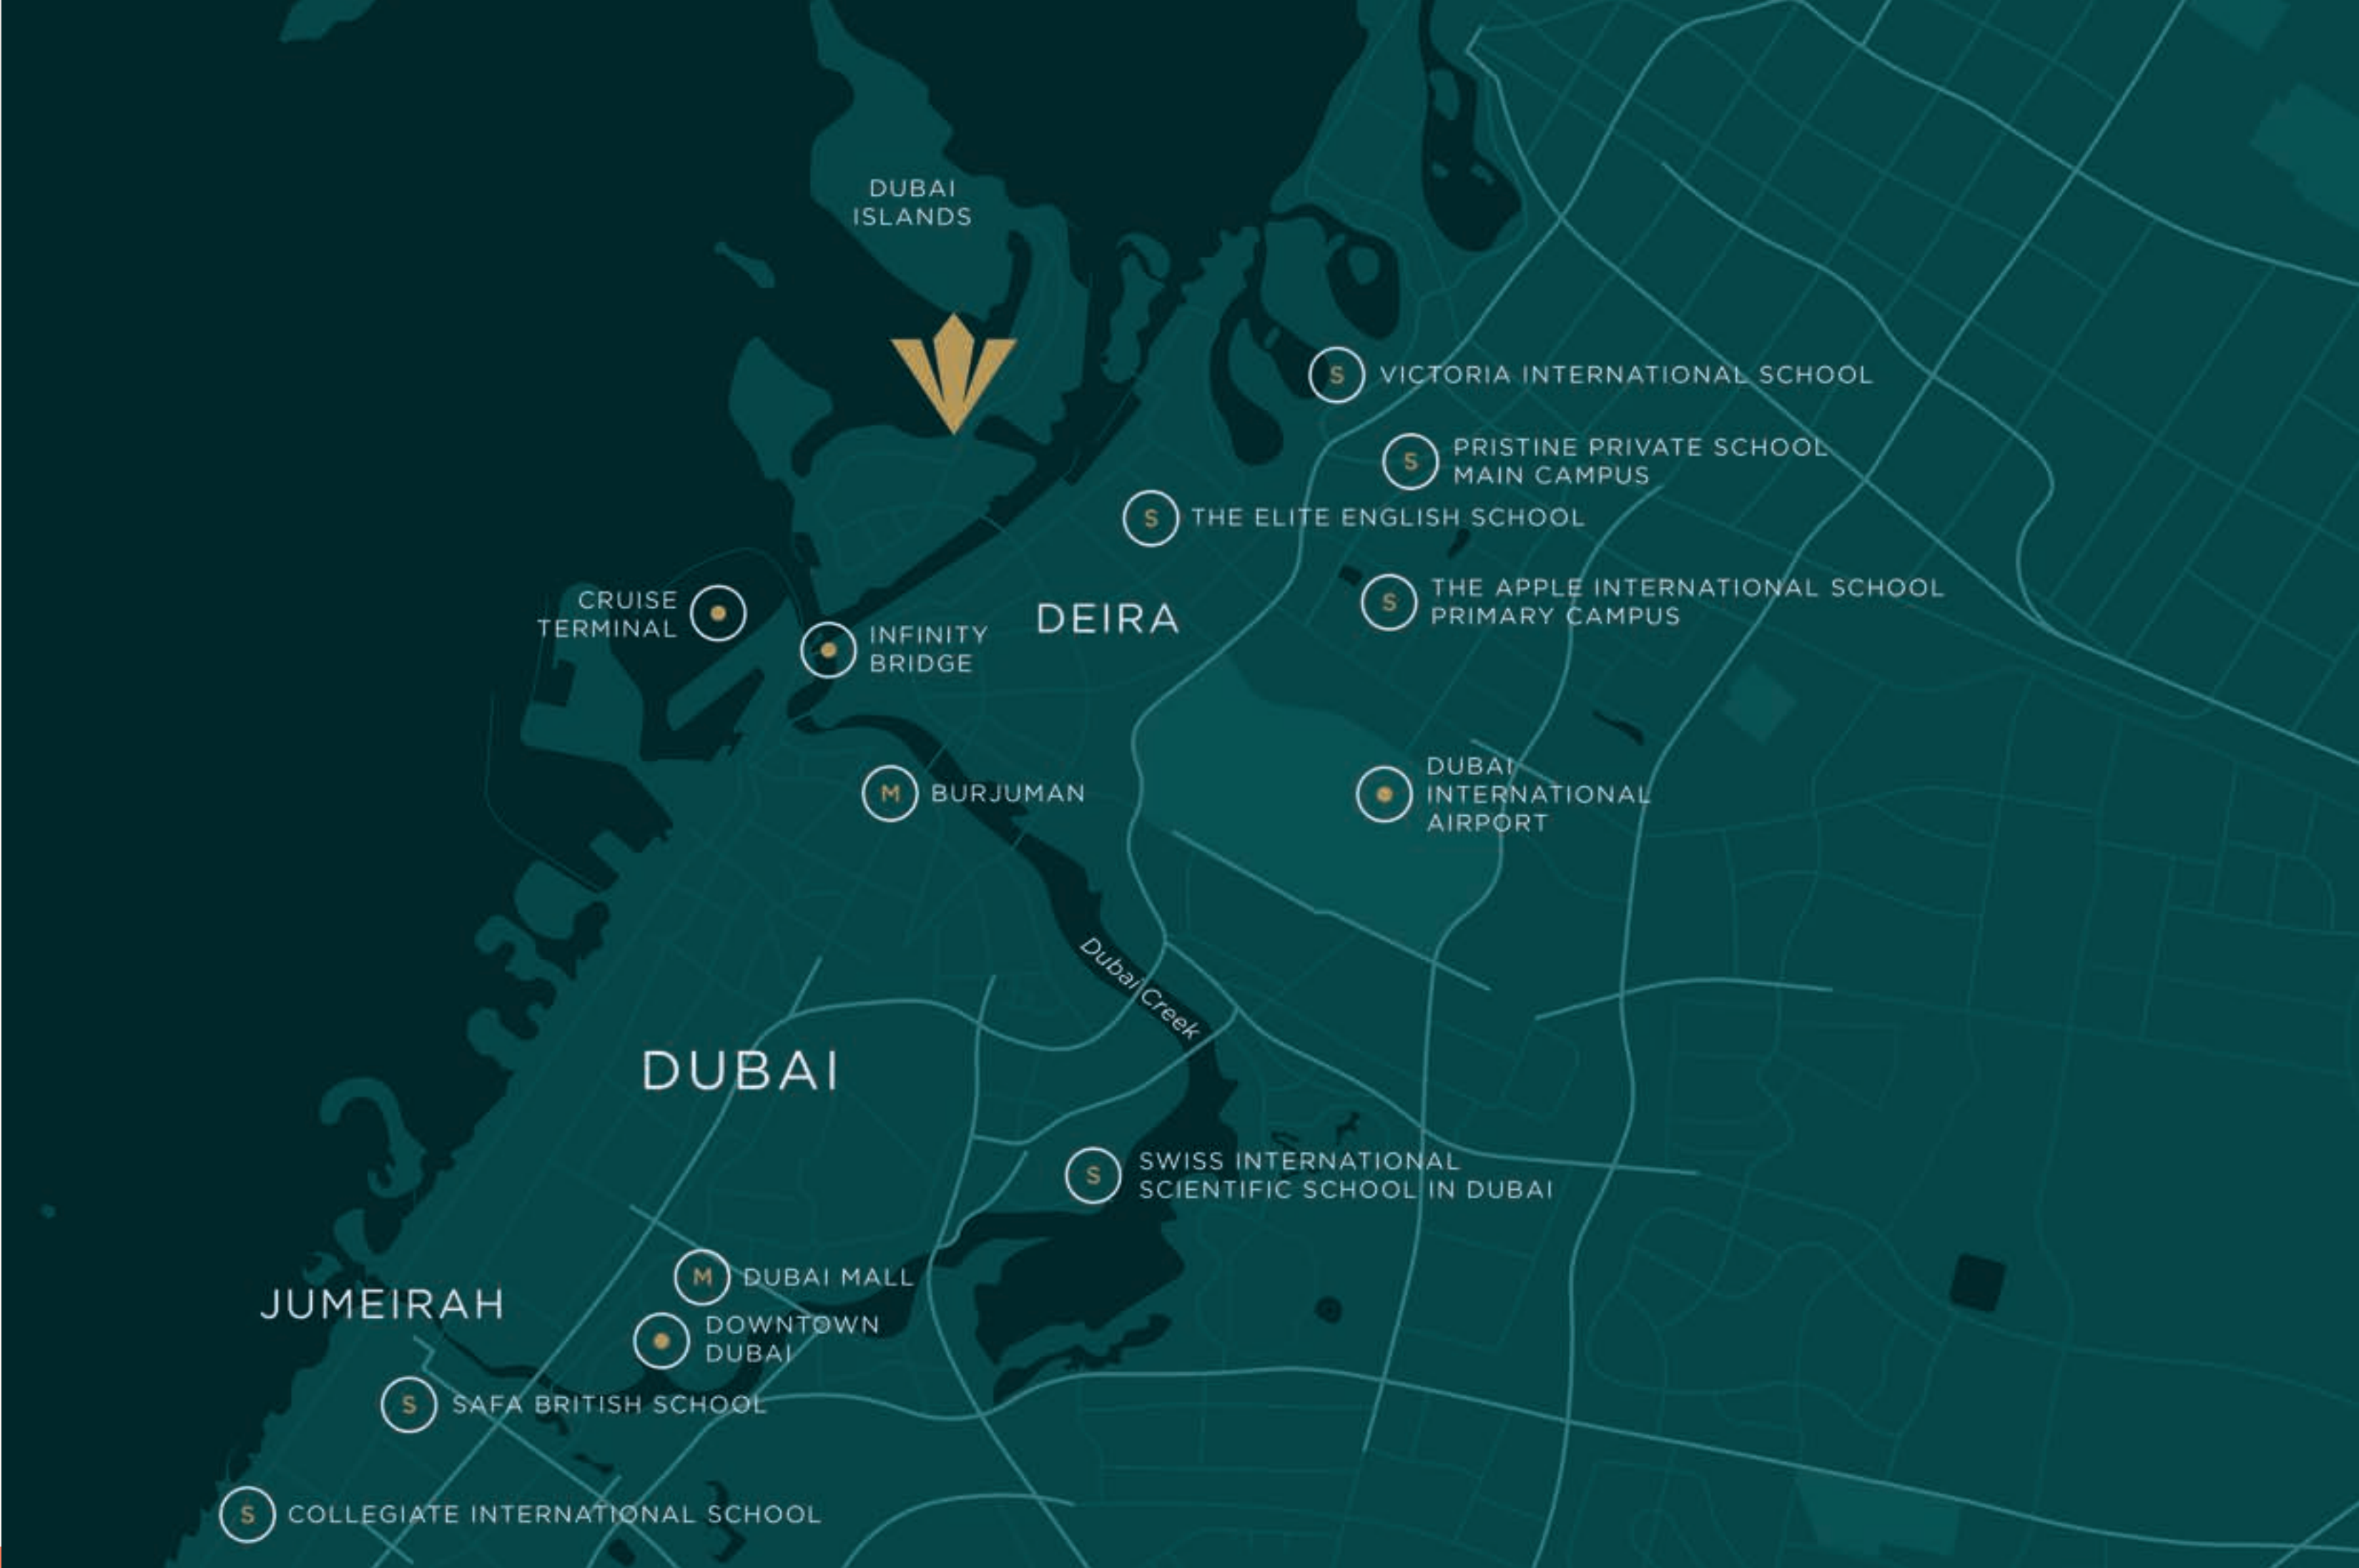 DUBAI
ISLANDS
S VICTORIA INTERNATIONAL SCHOOL
S PRISTINE PRIVATE SCHOOL
MAIN CAMPUS
S THE ELITE ENGLISH SCHOOL
CRUISE
TERMINAL
S THE APPLE INTERNATIONAL SCHOOL
PRIMARY CAMPUS
DEIRA
INFINITY
BRIDGE
M BURJUMAN
DUBAI
INTERNATIONAL
AIRPORT
Dubai Creek
DUBAI
S SWISS INTERNATIONAL
SCIENTIFIC SCHOOL IN DUBAI
M DUBAI MALL
JUMEIRAH
DOWNTOWN
DUBAI
S SAFA BRITISH SCHOOL
S COLLEGIATE INTERNATIONAL SCHOOL